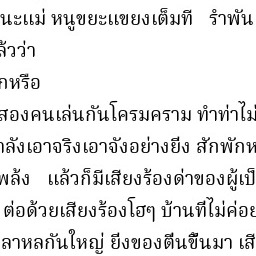 นะแม่ หนูขยะแขยงเต็มที รำพัน
ล้วว่า
กหรือ
สองคนเล่นกันโครมคราม ทำท่าไม่
าลังเอาจริงเอาจังอย่างยิ่ง สักพักห
พล้ง แล้วก็มีเสียงร้องด่าของผู้เป็
ต่อด้วยเสียงร้องโฮๆ บ้านที่ไม่ค่อย
ลาหลกันใหญ่ ยิ่งของตีนขึ้นมา เสี